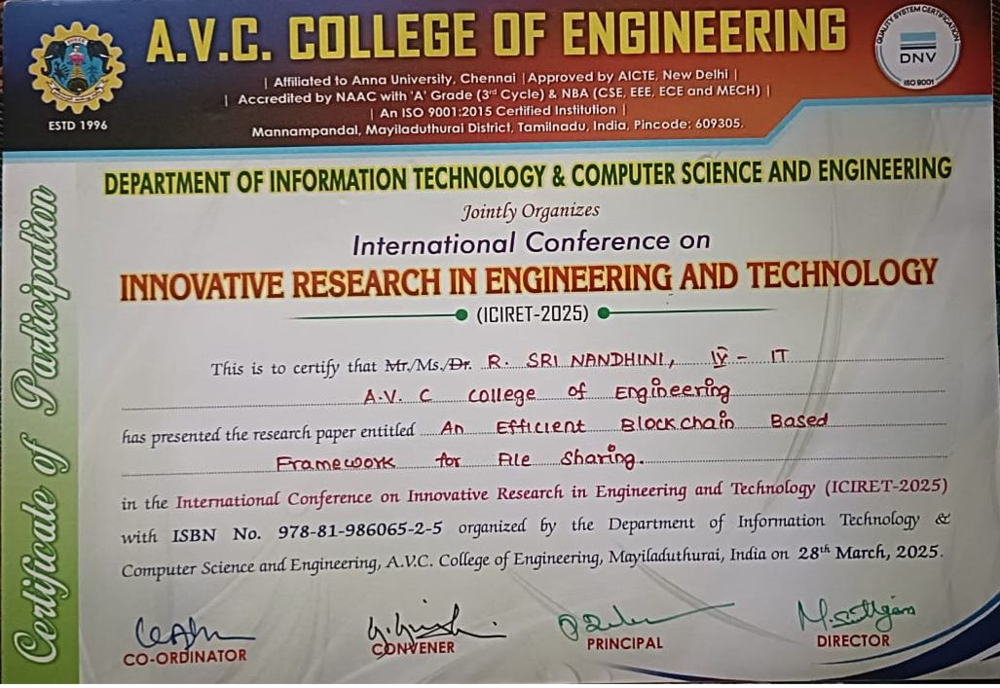 A.V.C. COLLEGE OF ENGINEERING
ESTD 1996
| Affiliated to Anna University, Chennai | Approved by AICTE, New Delhi |
| Accredited by NAAC with 'A' Grade (3rd Cycle) & NBA (CSE, EEE, ECE and MECH) |
| An ISO 9001:2015 Certified Institution |
Mannampandal, Mayiladuthurai District, Tamilnadu, India, Pincode: 609305.
QUALITY SYSTEM CERTIFICATION
DNV
ISO 9001
Certificate of Participation
DEPARTMENT OF INFORMATION TECHNOLOGY & COMPUTER SCIENCE AND ENGINEERING
Jointly Organizes
International Conference on
INNOVATIVE RESEARCH IN ENGINEERING AND TECHNOLOGY
(ICIRET-2025)
This is to certify that Mr./Ms./Dr. R. SRI NANDHINI, IV - IT
A.V. C College of Engineering
has presented the research paper entitled An Efficient Blockchain Based
Framework for File Sharing.
in the International Conference on Innovative Research in Engineering and Technology (ICIRET-2025)
with ISBN No. 978-81-986065-2-5 organized by the Department of Information Technology &
Computer Science and Engineering, A.V.C. College of Engineering, Mayiladuthurai, India on 28th March, 2025.
CO-ORDINATOR
CONVENER
PRINCIPAL
DIRECTOR